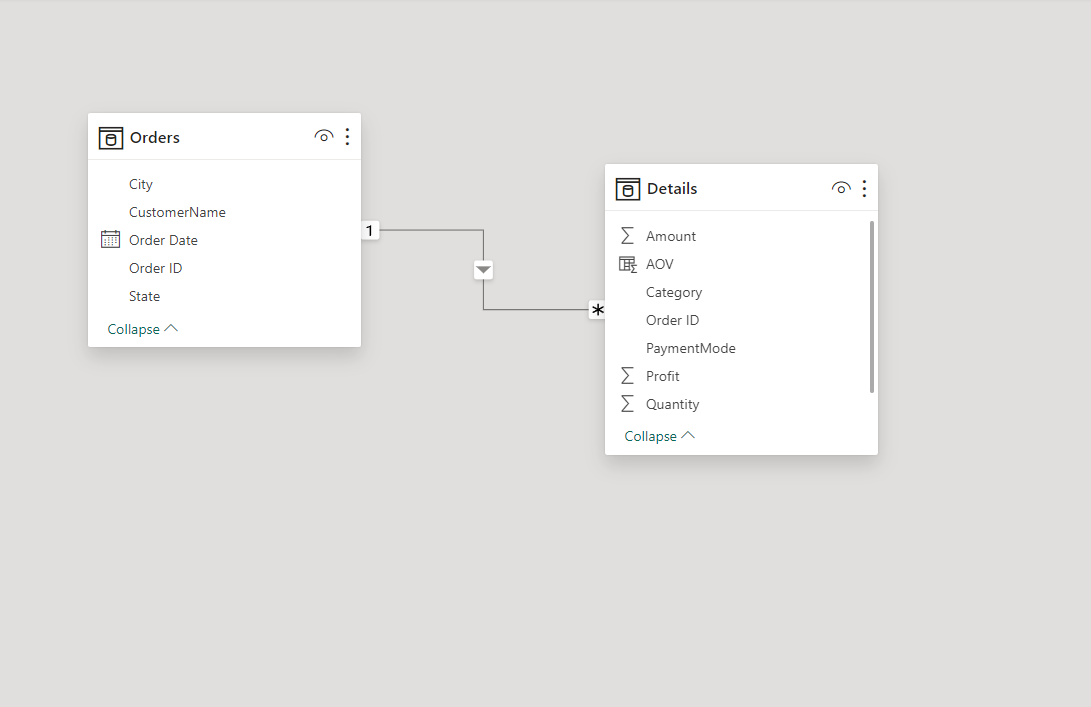 Orders
City
CustomerName
Order Date
Order ID
State
Collapse
1
*
Details
Amount
AOV
Category
Order ID
PaymentMode
Profit
Quantity
Collapse